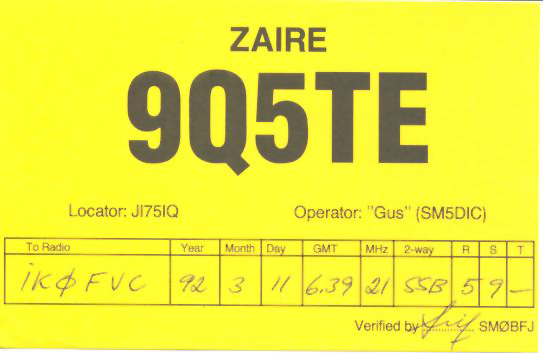 ZAIRE
9Q5TE
Locator: JI75IQ Operator: "Gus" (SM5DIC)
To Radio Year Month Day GMT MHz 2-way R S T
IKØFVC 92 3 11 6.39 21 SSB 5 9 –
Verified by SMØBFJ